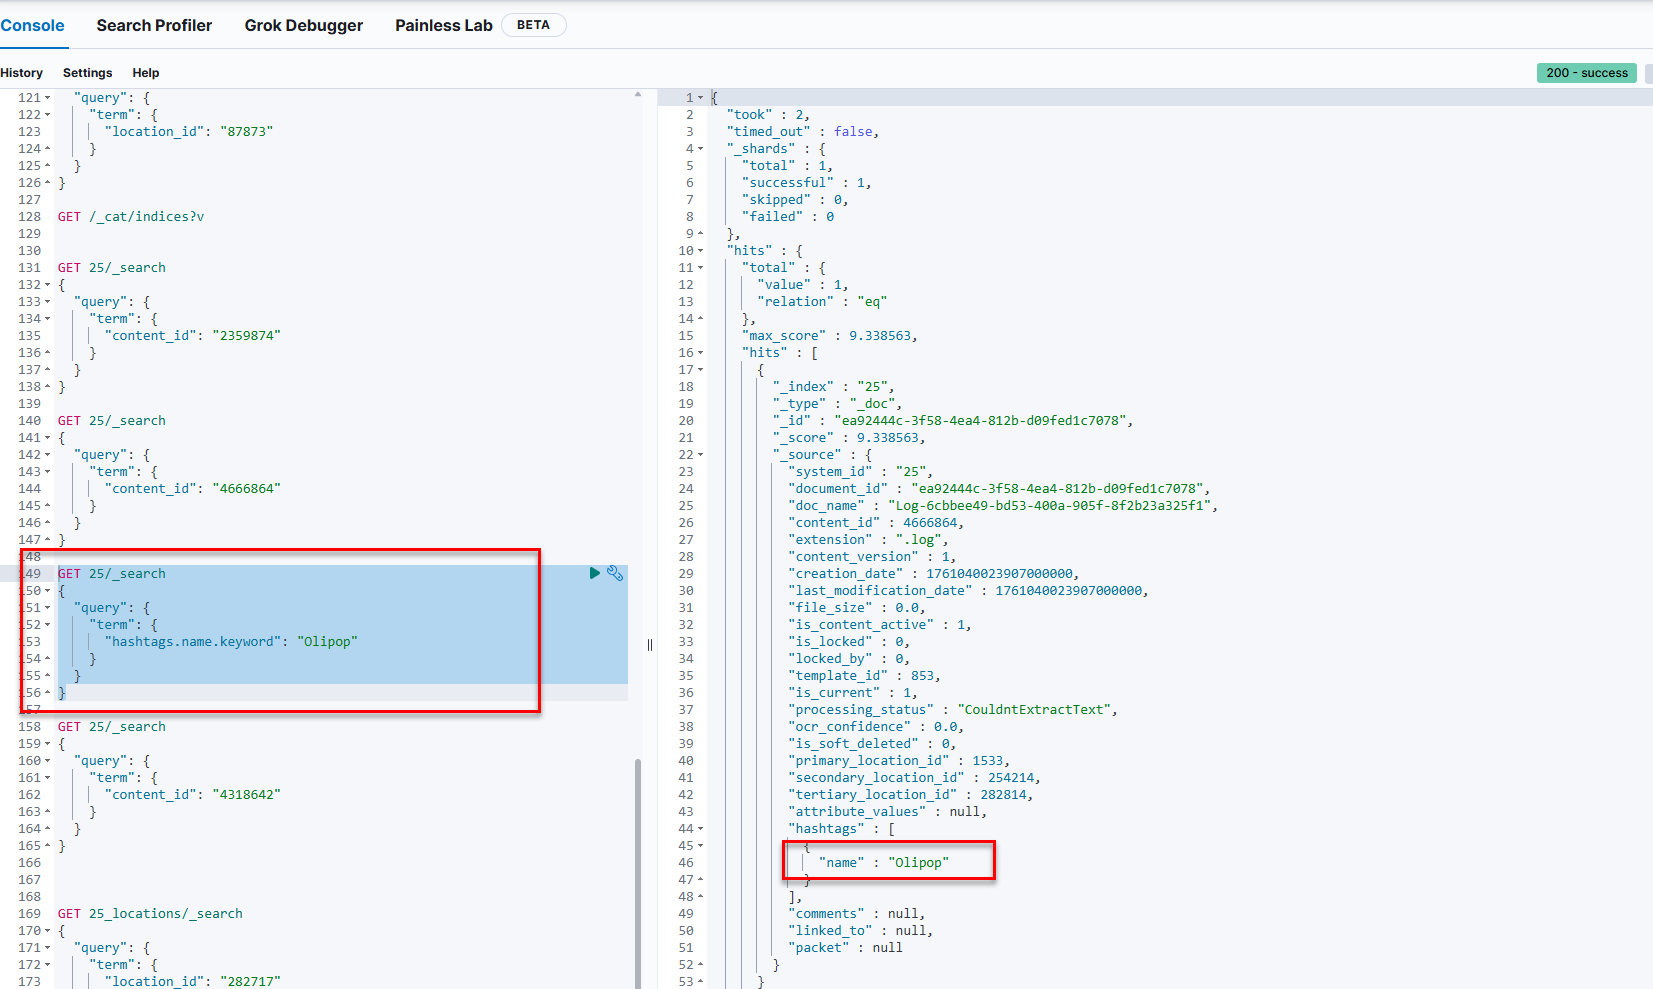 Console Search Profiler Grok Debugger Painless Lab BETA
History Settings Help
200 - success
121 "query": {
122 "term": {
123 "location_id": "87873"
124 }
125 }
126 }
127
128 GET /_cat/indices?v
129
130
131 GET 25/_search
132 {
133 "query": {
134 "term": {
135 "content_id": "2359874"
136 }
137 }
138 }
139
140 GET 25/_search
141 {
142 "query": {
143 "term": {
144 "content_id": "4666864"
145 }
146 }
147 }
148
149 GET 25/_search
150 {
151 "query": {
152 "term": {
153 "hashtags.name.keyword": "Olipop"
154 }
155 }
156 }
157
158 GET 25/_search
159 {
160 "query": {
161 "term": {
162 "content_id": "4318642"
163 }
164 }
165 }
166
167
168
169 GET 25_locations/_search
170 {
171 "query": {
172 "term": {
173 "location_id": "282717"
1 {
2 "took" : 2,
3 "timed_out" : false,
4 "_shards" : {
5 "total" : 1,
6 "successful" : 1,
7 "skipped" : 0,
8 "failed" : 0
9 },
10 "hits" : {
11 "total" : {
12 "value" : 1,
13 "relation" : "eq"
14 },
15 "max_score" : 9.338563,
16 "hits" : [
17 {
18 "_index" : "25",
19 "_type" : "_doc",
20 "_id" : "ea92444c-3f58-4ea4-812b-d09fed1c7078",
21 "_score" : 9.338563,
22 "_source" : {
23 "system_id" : "25",
24 "document_id" : "ea92444c-3f58-4ea4-812b-d09fed1c7078",
25 "doc_name" : "Log-6cbbee49-bd53-400a-905f-8f2b23a325f1",
26 "content_id" : 4666864,
27 "extension" : ".log",
28 "content_version" : 1,
29 "creation_date" : 1761040023907000000,
30 "last_modification_date" : 1761040023907000000,
31 "file_size" : 0.0,
32 "is_content_active" : 1,
33 "is_locked" : 0,
34 "locked_by" : 0,
35 "template_id" : 853,
36 "is_current" : 1,
37 "processing_status" : "CouldntExtractText",
38 "ocr_confidence" : 0.0,
39 "is_soft_deleted" : 0,
40 "primary_location_id" : 1533,
41 "secondary_location_id" : 254214,
42 "tertiary_location_id" : 282814,
43 "attribute_values" : null,
44 "hashtags" : [
45 {
46 "name" : "Olipop"
47 }
48 ],
49 "comments" : null,
50 "linked_to" : null,
51 "packet" : null
52 }
53 }